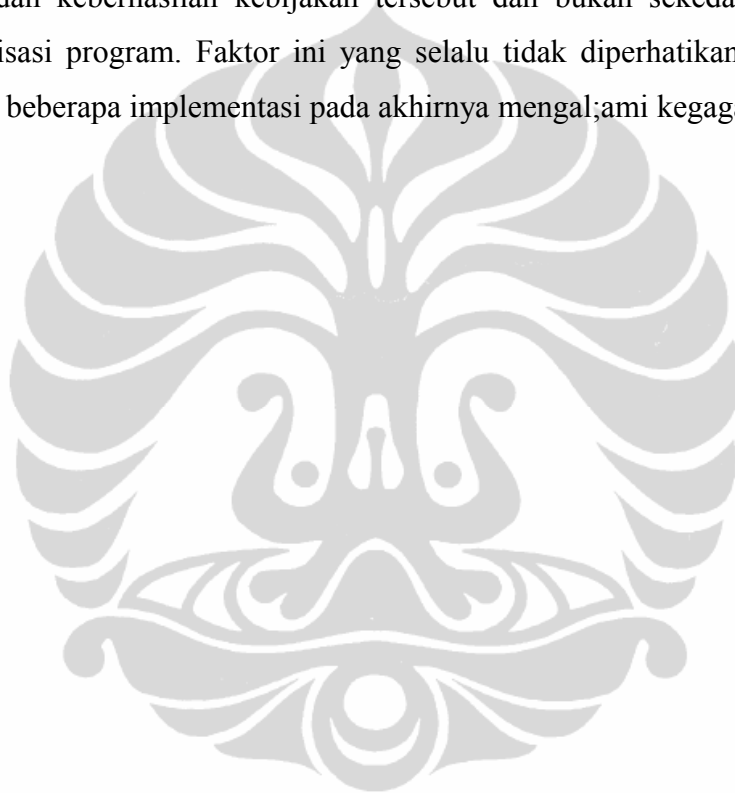 dan keberhasilan kebijakan tersebut dan bukan sekeda
isasi program. Faktor ini yang selalu tidak diperhatikan
beberapa implementasi pada akhirnya mengal;ami kegaga